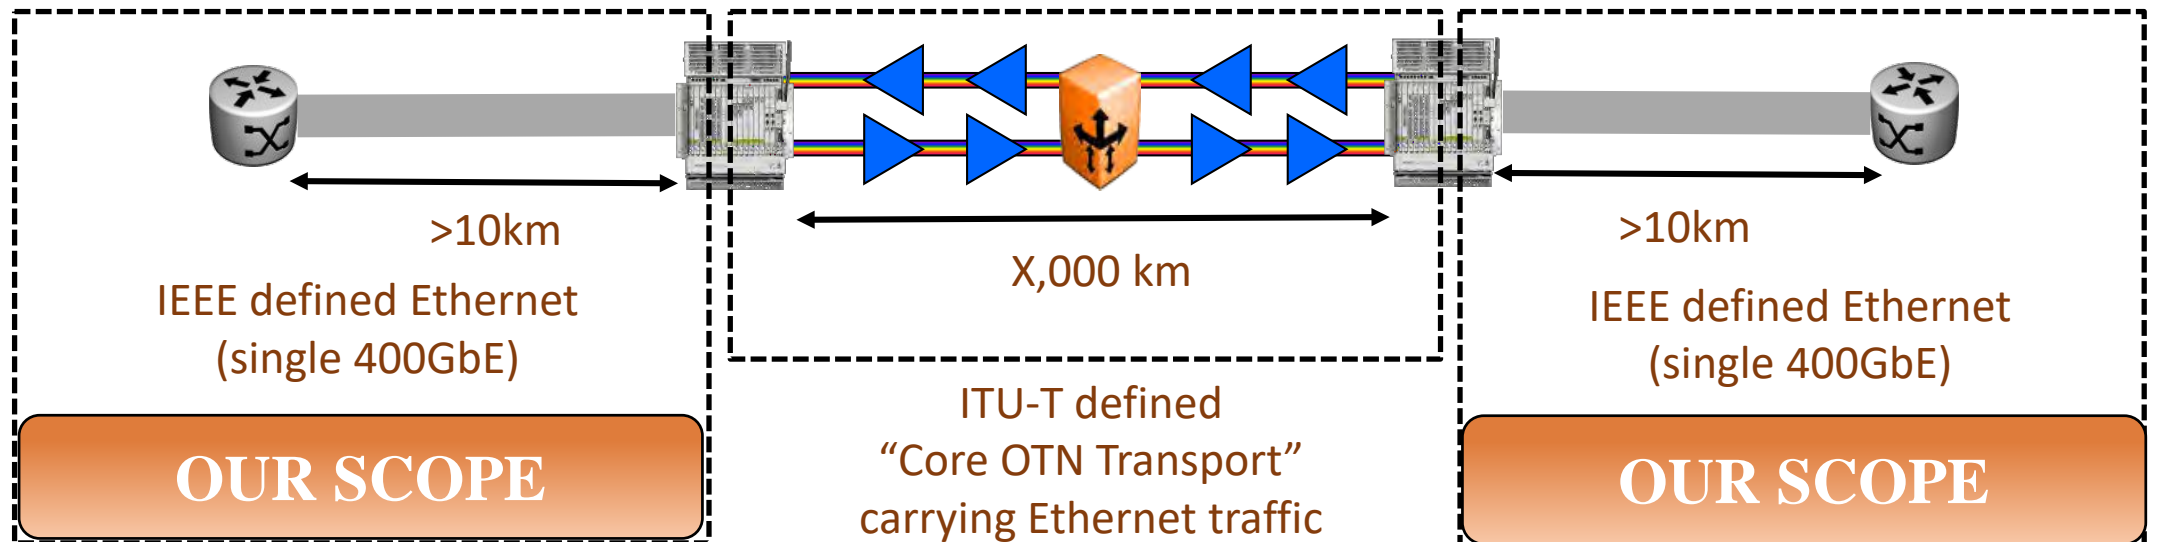 >10km
IEEE defined Ethernet
(single 400GbE)
OUR SCOPE
X,000 km
ITU-T defined
“Core OTN Transport”
carrying Ethernet traffic
>10km
IEEE defined Ethernet
(single 400GbE)
OUR SCOPE